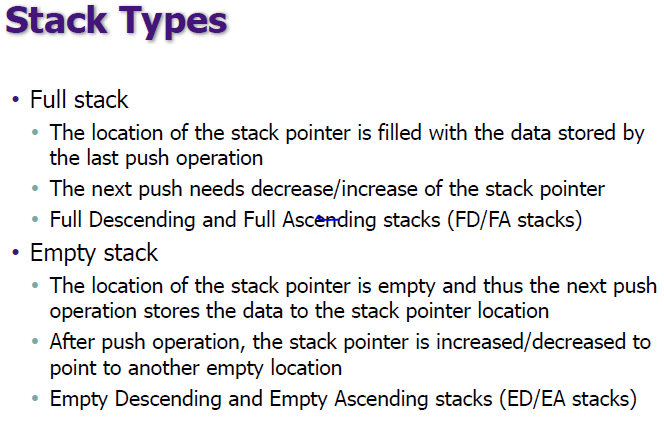 Stack Types
• Full stack
• The location of the stack pointer is filled with the data stored by
the last push operation
• The next push needs decrease/increase of the stack pointer
• Full Descending and Full Ascending stacks (FD/FA stacks)
• Empty stack
• The location of the stack pointer is empty and thus the next push
operation stores the data to the stack pointer location
• After push operation, the stack pointer is increased/decreased to
point to another empty location
• Empty Descending and Empty Ascending stacks (ED/EA stacks)